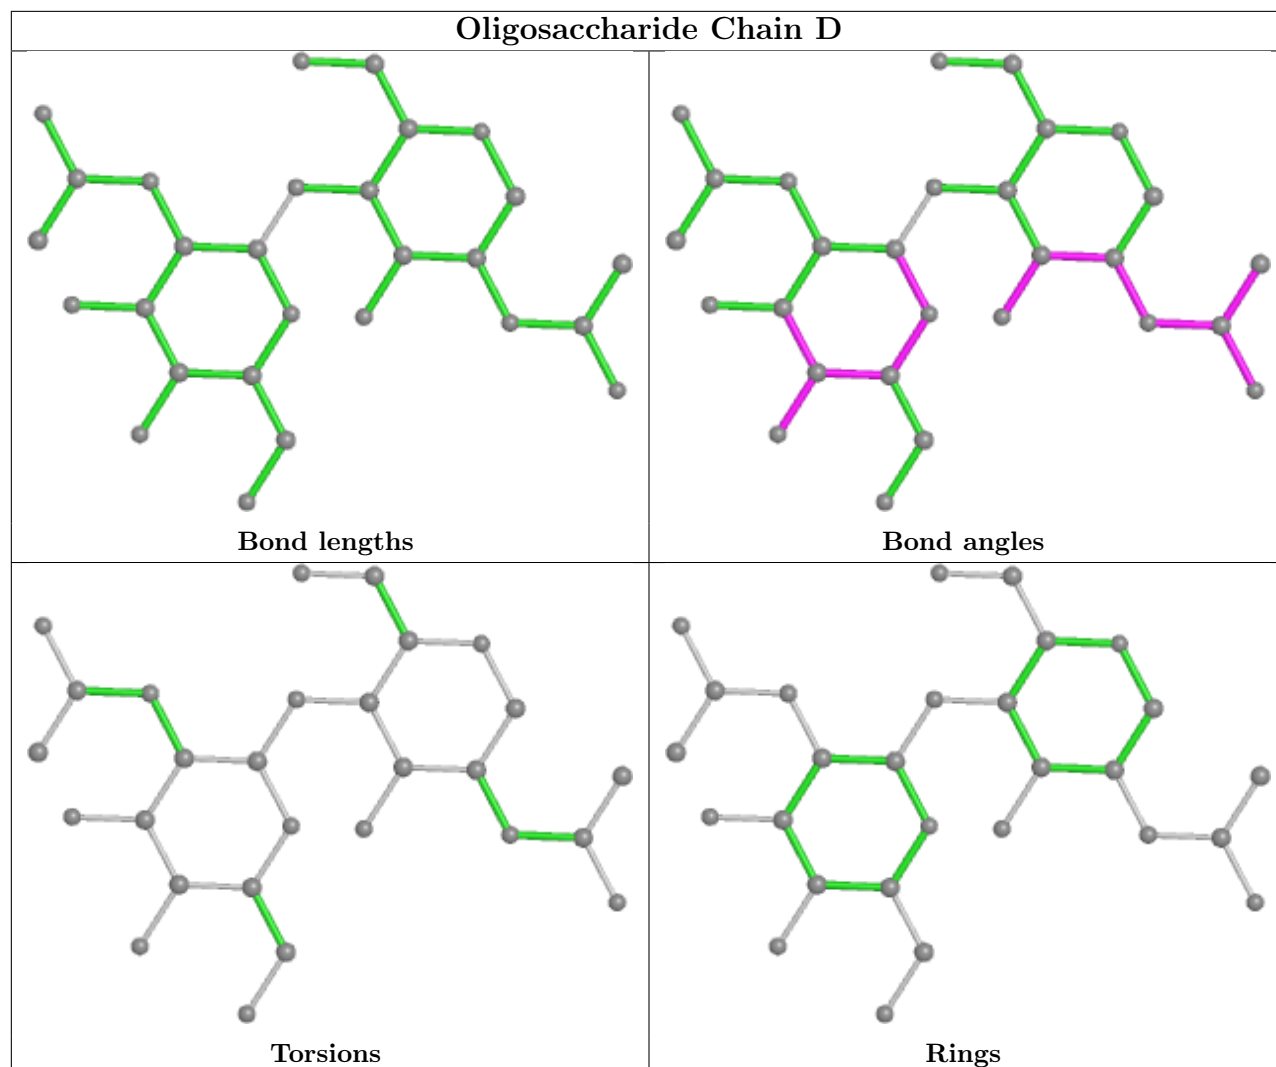 Oligosaccharide Chain D
Bond lengths
Bond angles
Torsions
Rings